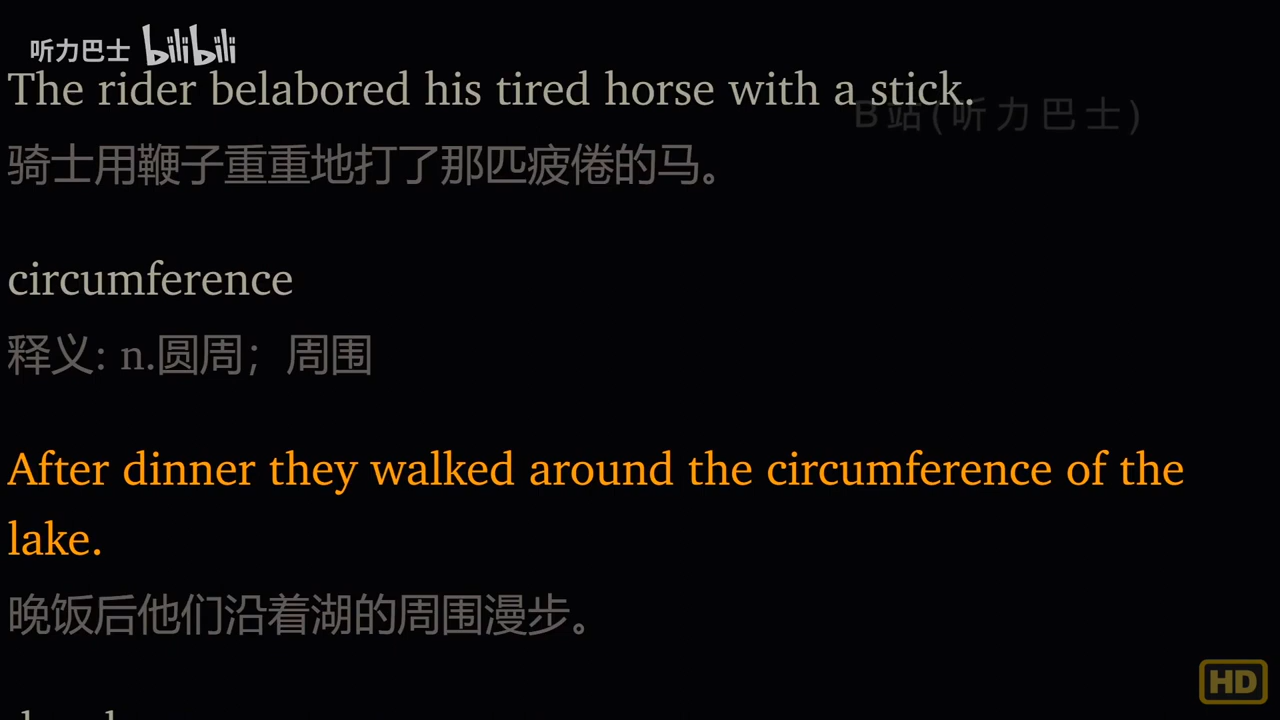 听力巴士 bilibili
The rider belabored his tired horse with a stick.
B站(听力巴士)
骑士用鞭子重重地打了那匹疲倦的马。
circumference
释义: n.圆周；周围
After dinner they walked around the circumference of the
lake.
晚饭后他们沿着湖的周围漫步。
HD